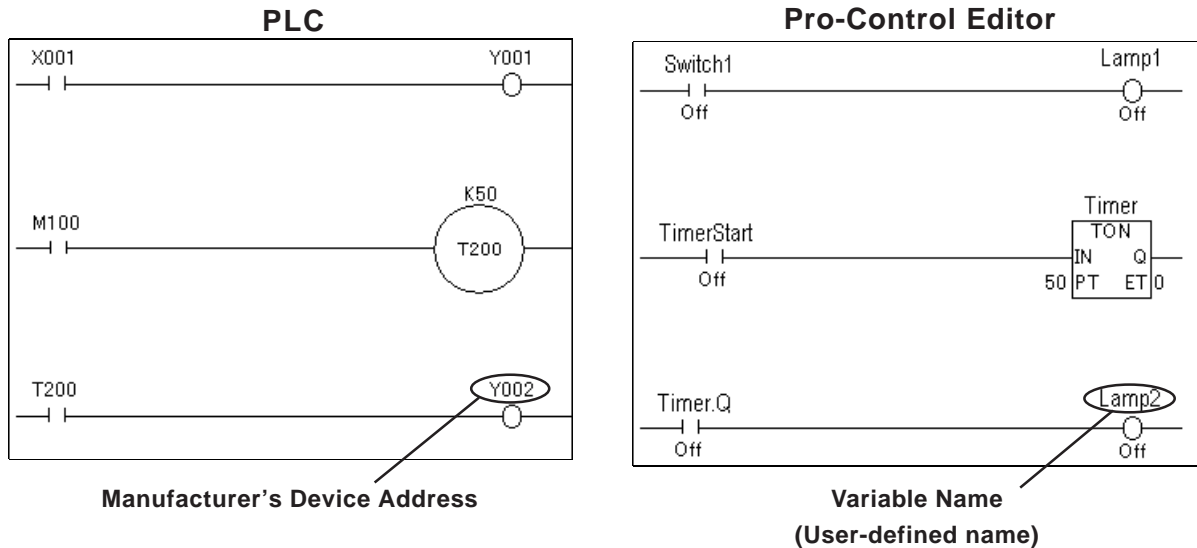 PLC
X001 Y001
K50
M100
T200
T200 Y002
Manufacturer's Device Address
Pro-Control Editor
Switch1 Lamp1
Off Off
Timer
TimerStart TON
IN Q
Off 50 PT ET 0
Timer.Q Lamp2
Off Off
Variable Name
(User-defined name)